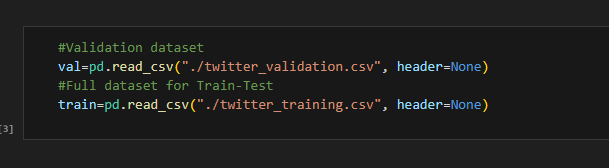 #Validation dataset
val=pd.read_csv("./twitter_validation.csv", header=None)
#Full dataset for Train-Test
train=pd.read_csv("./twitter_training.csv", header=None)
[3]